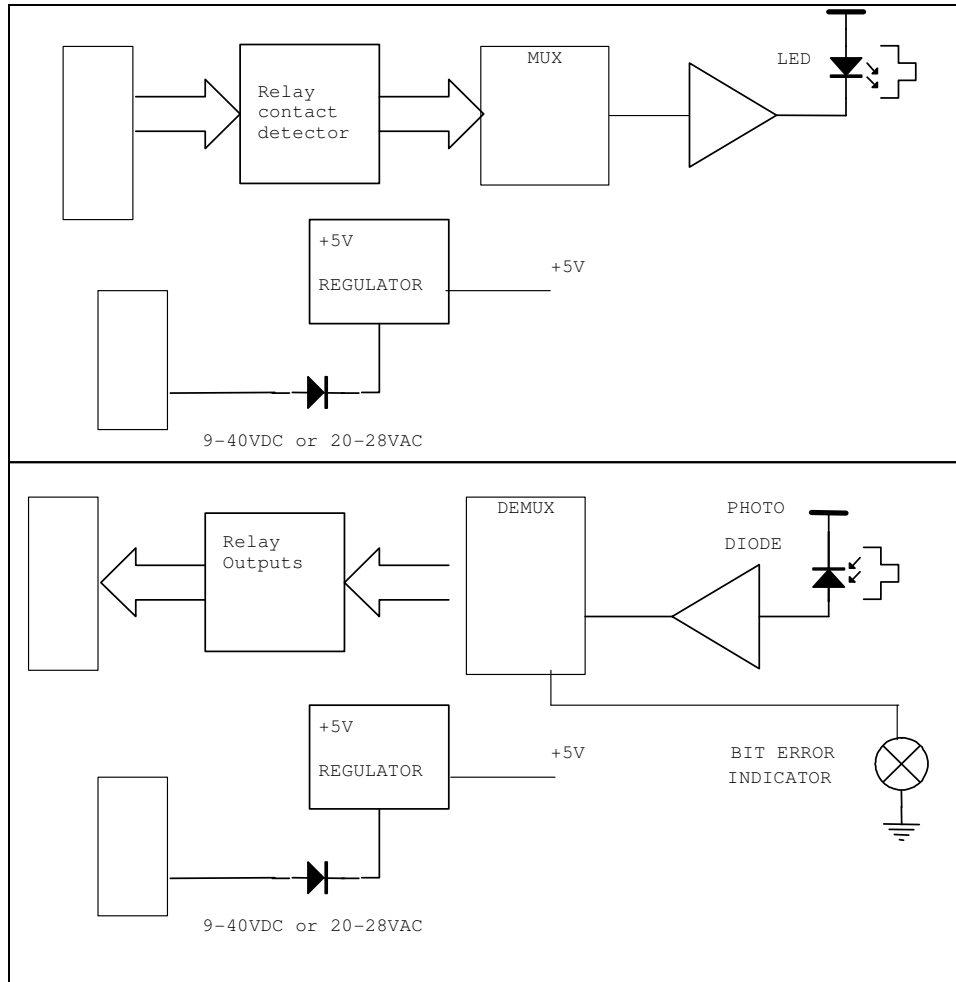 MUX
LED
Relay
contact
detector
+5V
+5V
REGULATOR
9-40VDC or 20-28VAC
DEMUX
PHOTO
DIODE
Relay
Outputs
+5V
+5V
REGULATOR
BIT ERROR
INDICATOR
9-40VDC or 20-28VAC